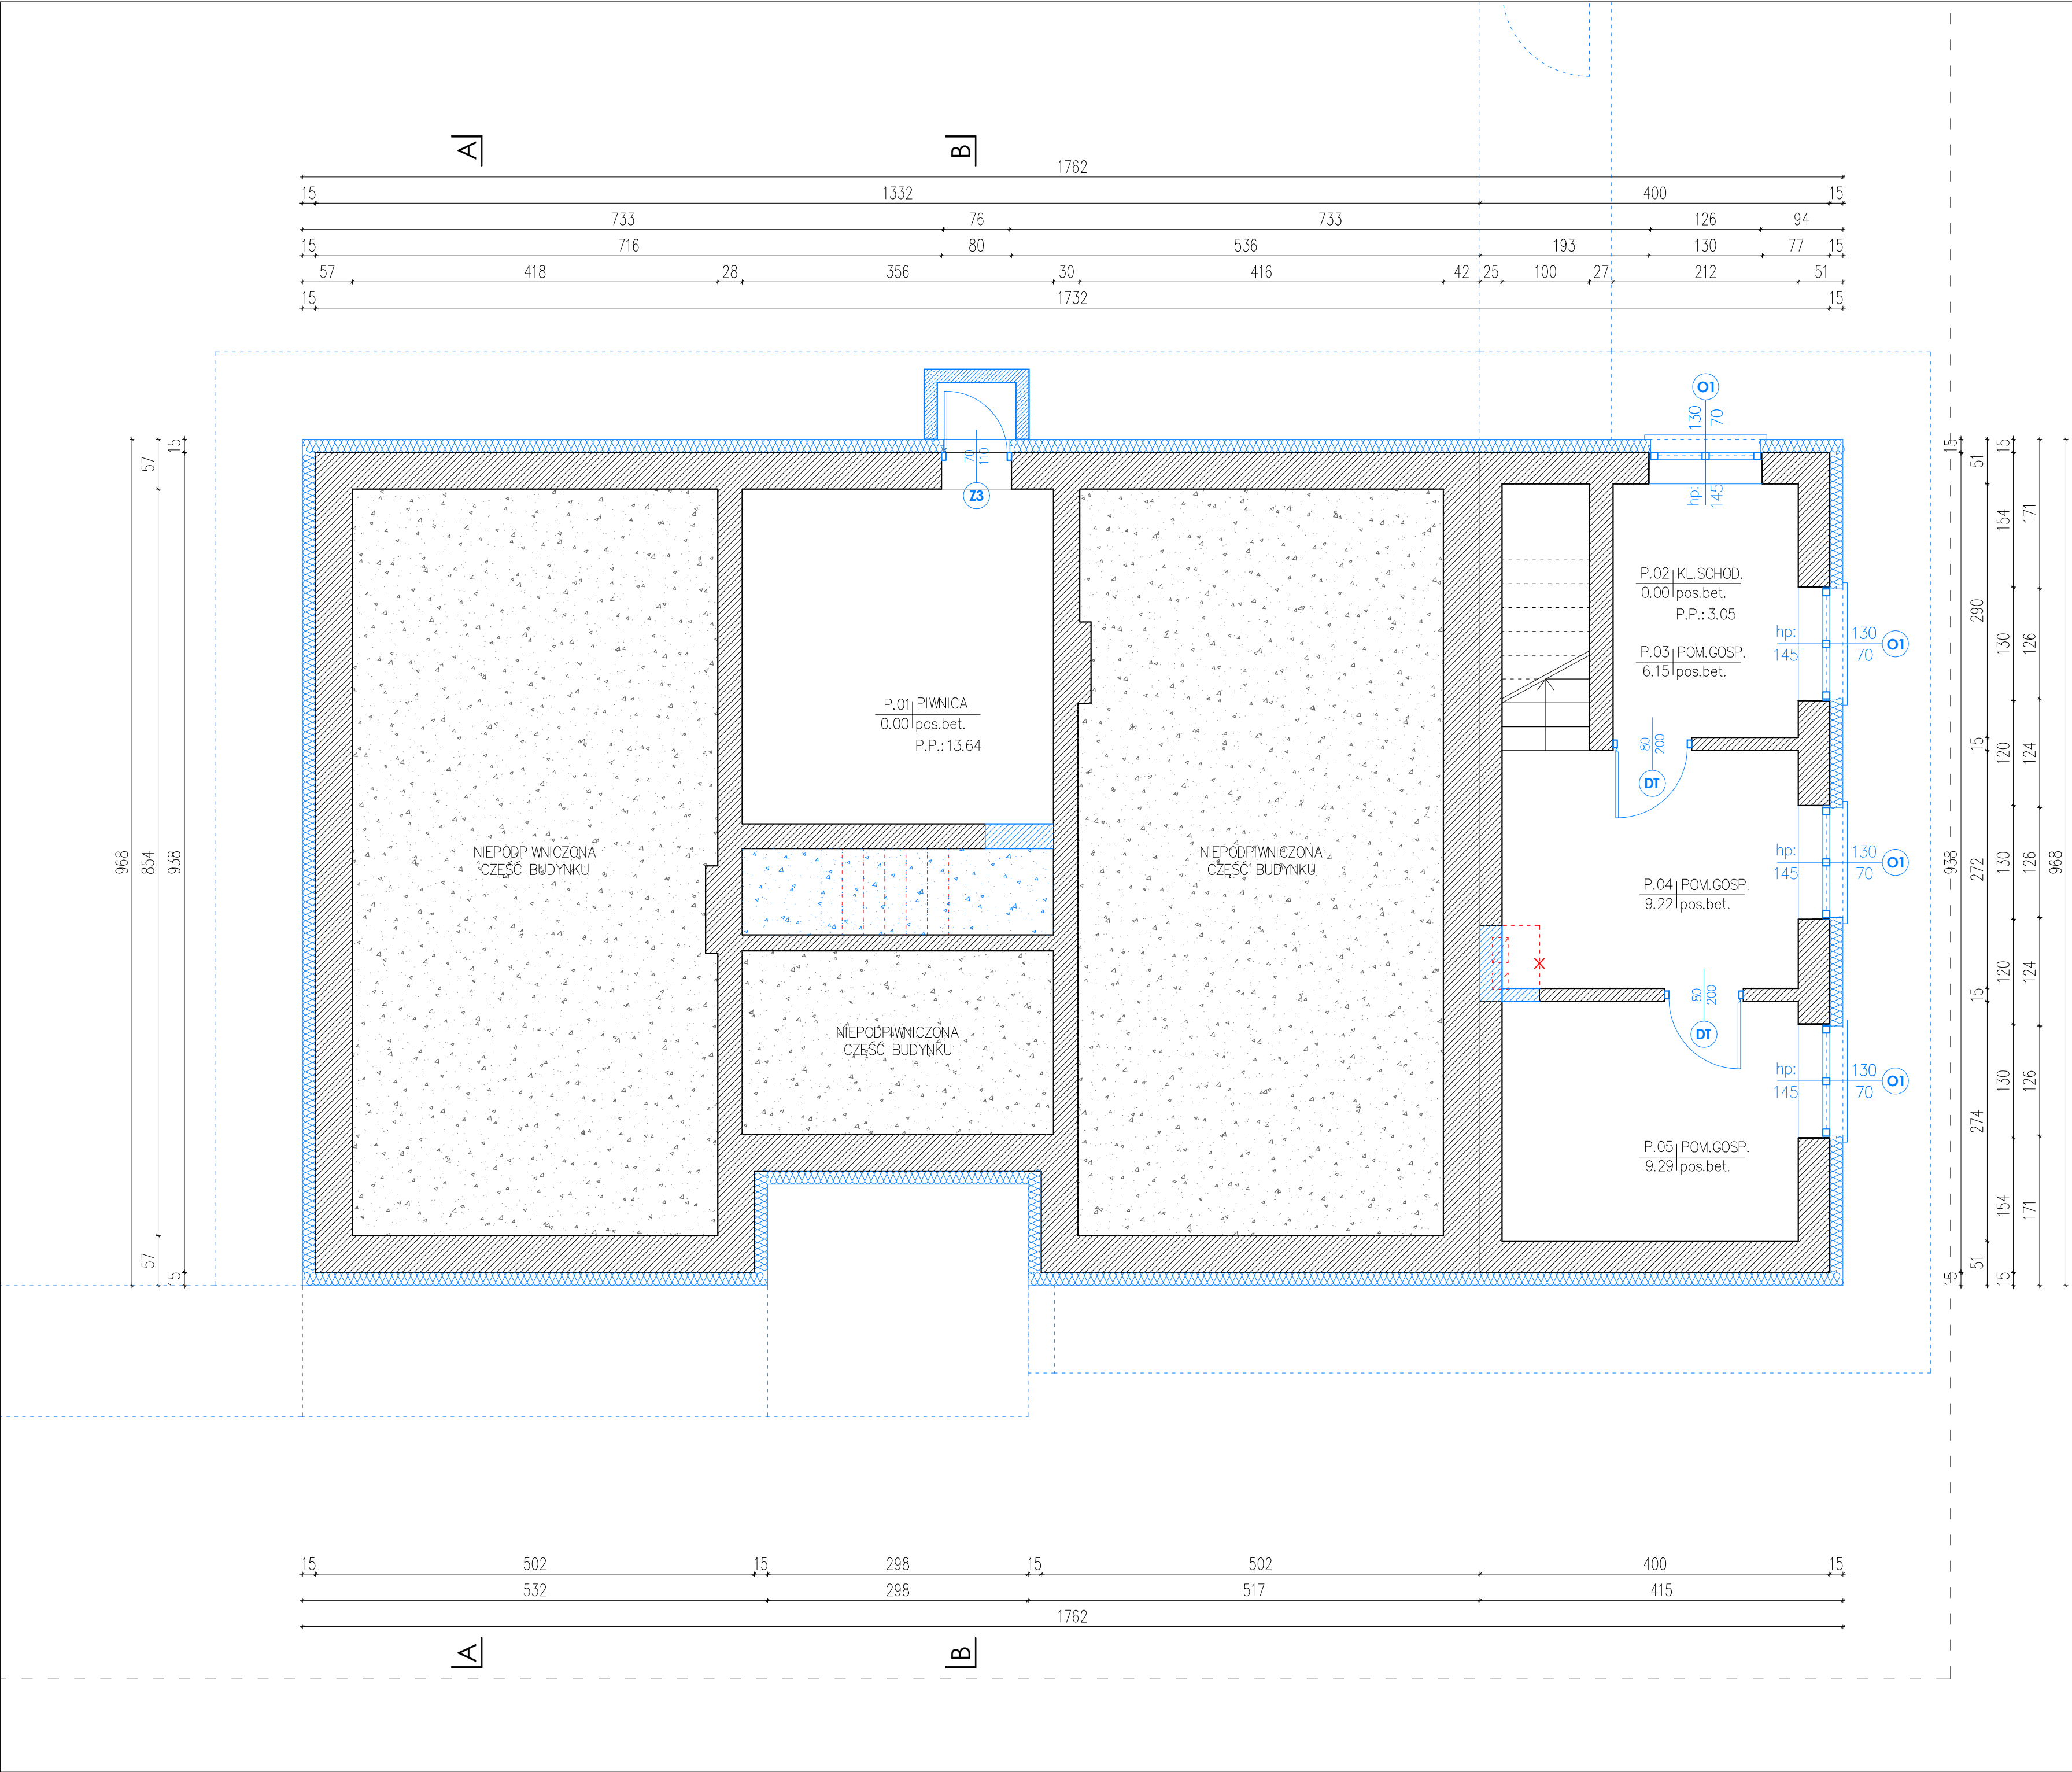 A
B
1762
15 1332 400 15
733 76 733 126 94
15 716 80 536 193 130 77 15
57 418 28 356 30 416 42 25 100 27 212 51
15 1732 15
O1
130
70
hp:
145
70
110
Z3
15
57
15
51
15
154
171
P.02 KL.SCHOD.
0.00 pos.bet.
P.P.: 3.05
P.03 POM.GOSP.
6.15 pos.bet.
hp:
145
130
70
O1
290
130
126
P.01 PIWNICA
0.00 pos.bet.
P.P.: 13.64
80
200
DT
15
120
124
NIEPODPIWNICZONA
CZĘŚĆ BUDYNKU
NIEPODPIWNICZONA
CZĘŚĆ BUDYNKU
P.04 POM.GOSP.
9.22 pos.bet.
hp:
145
130
70
O1
968
854
938
938
272
130
126
968
80
200
DT
15
120
124
NIEPODPIWNICZONA
CZĘŚĆ BUDYNKU
hp:
145
130
70
O1
274
130
126
P.05 POM.GOSP.
9.29 pos.bet.
154
171
57
15
15
51
15
15 502 15 298 15 502 400 15
532 298 517 415
1762
A
B